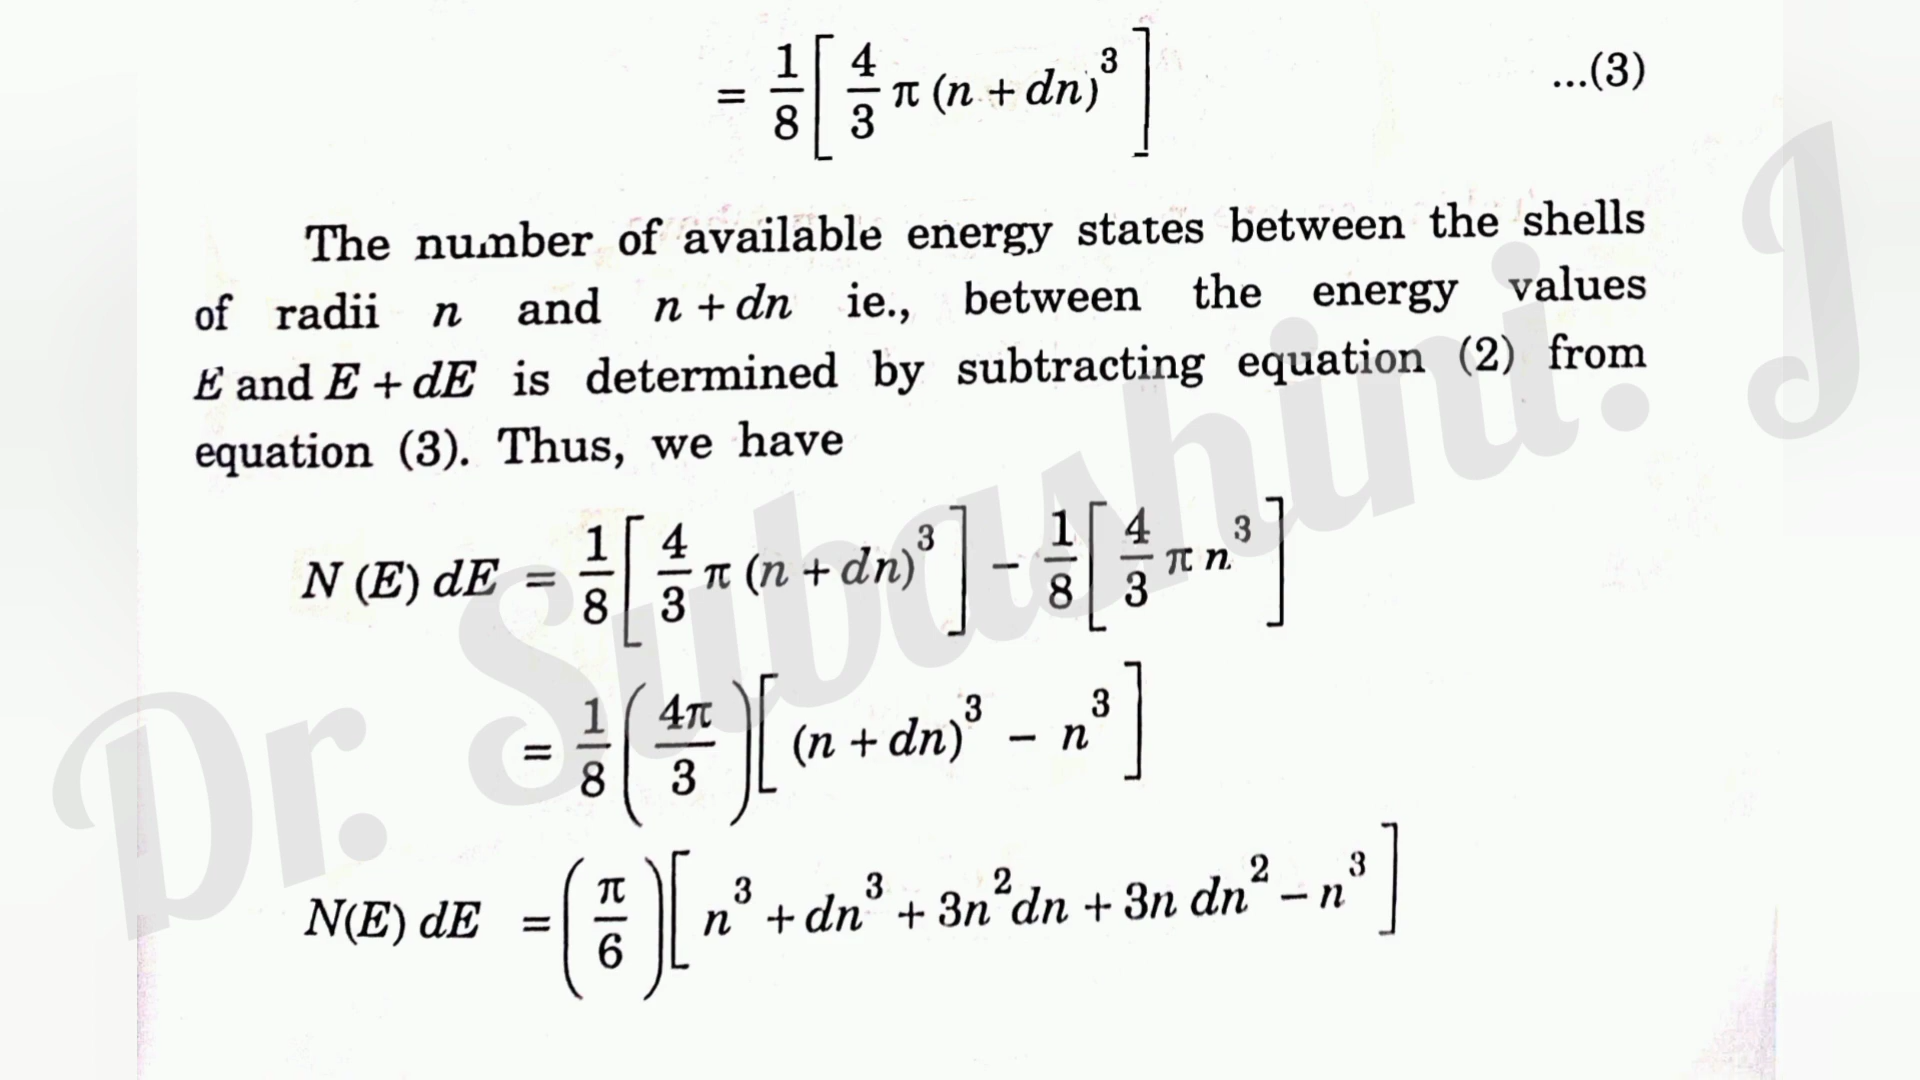 = 1/8 [ 4/3 π (n + dn)³ ] ...(3)
The number of available energy states between the shells
of radii n and n + dn ie., between the energy values
E and E + dE is determined by subtracting equation (2) from
equation (3). Thus, we have
N (E) dE = 1/8 [ 4/3 π (n + dn)³ ] − 1/8 [ 4/3 π n³ ]
= 1/8 ( 4π/3 ) [ (n + dn)³ − n³ ]
N(E) dE = ( π/6 ) [ n³ + dn³ + 3n²dn + 3n dn² − n³ ]
Dr. Subashini. J